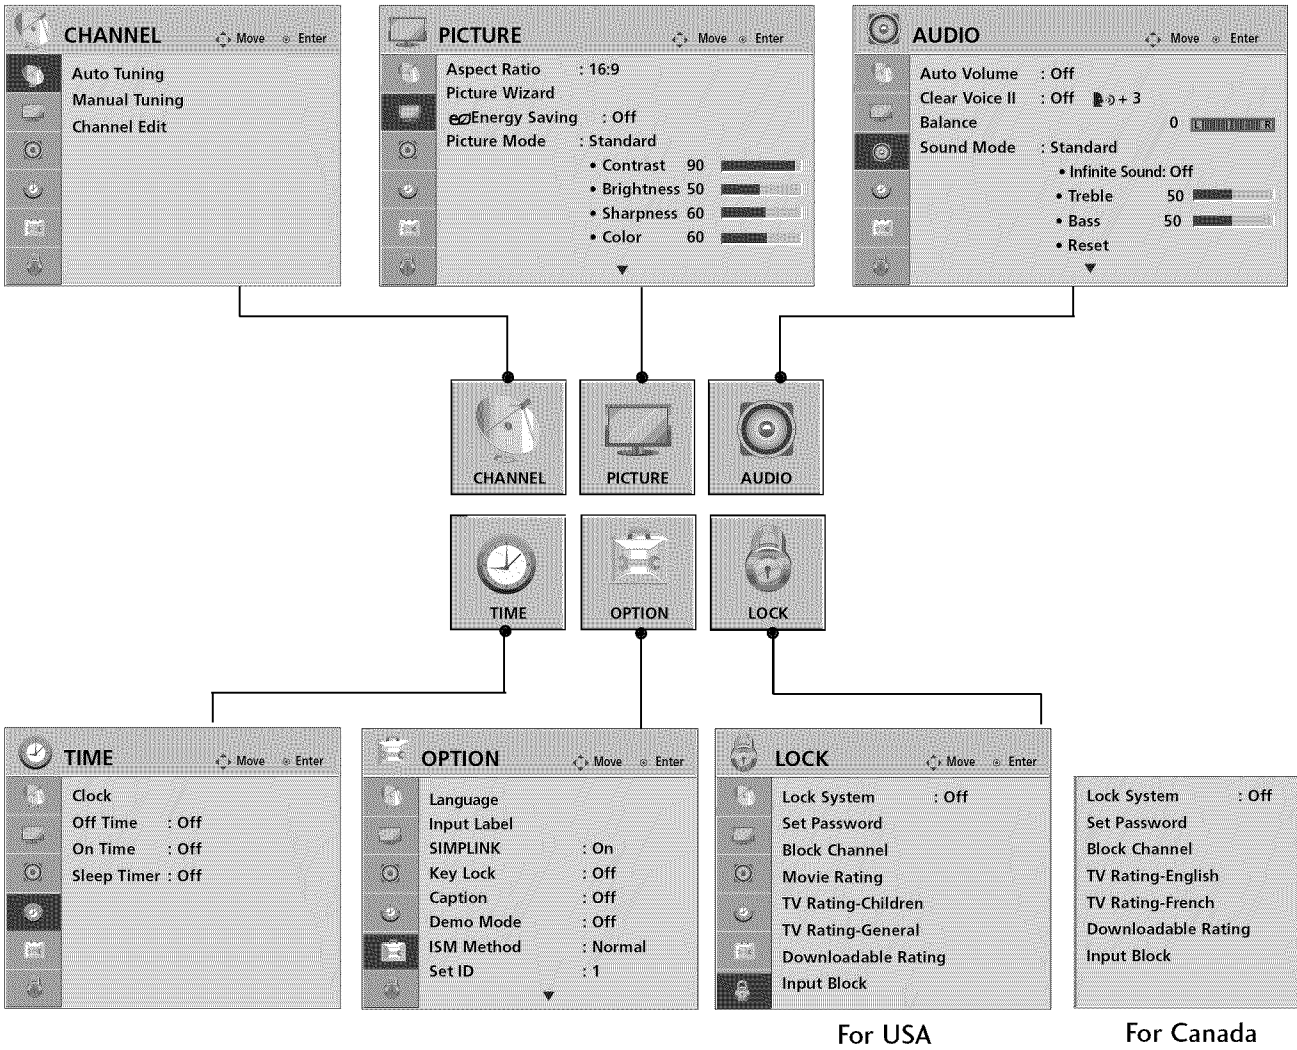 CHANNEL Move Enter
Auto Tuning
Manual Tuning
Channel Edit
PICTURE Move Enter
Aspect Ratio : 16:9
Picture Wizard
eco Energy Saving : Off
Picture Mode : Standard
• Contrast 90
• Brightness 50
• Sharpness 60
• Color 60
AUDIO Move Enter
Auto Volume : Off
Clear Voice II : Off + 3
Balance 0 L R
Sound Mode : Standard
• Infinite Sound: Off
• Treble 50
• Bass 50
• Reset
CHANNEL
PICTURE
AUDIO
TIME
OPTION
LOCK
TIME Move Enter
Clock
Off Time : Off
On Time : Off
Sleep Timer : Off
OPTION Move Enter
Language
Input Label
SIMPLINK : On
Key Lock : Off
Caption : Off
Demo Mode : Off
ISM Method : Normal
Set ID : 1
LOCK Move Enter
Lock System : Off
Set Password
Block Channel
Movie Rating
TV Rating-Children
TV Rating-General
Downloadable Rating
Input Block
For USA
Lock System : Off
Set Password
Block Channel
TV Rating-English
TV Rating-French
Downloadable Rating
Input Block
For Canada